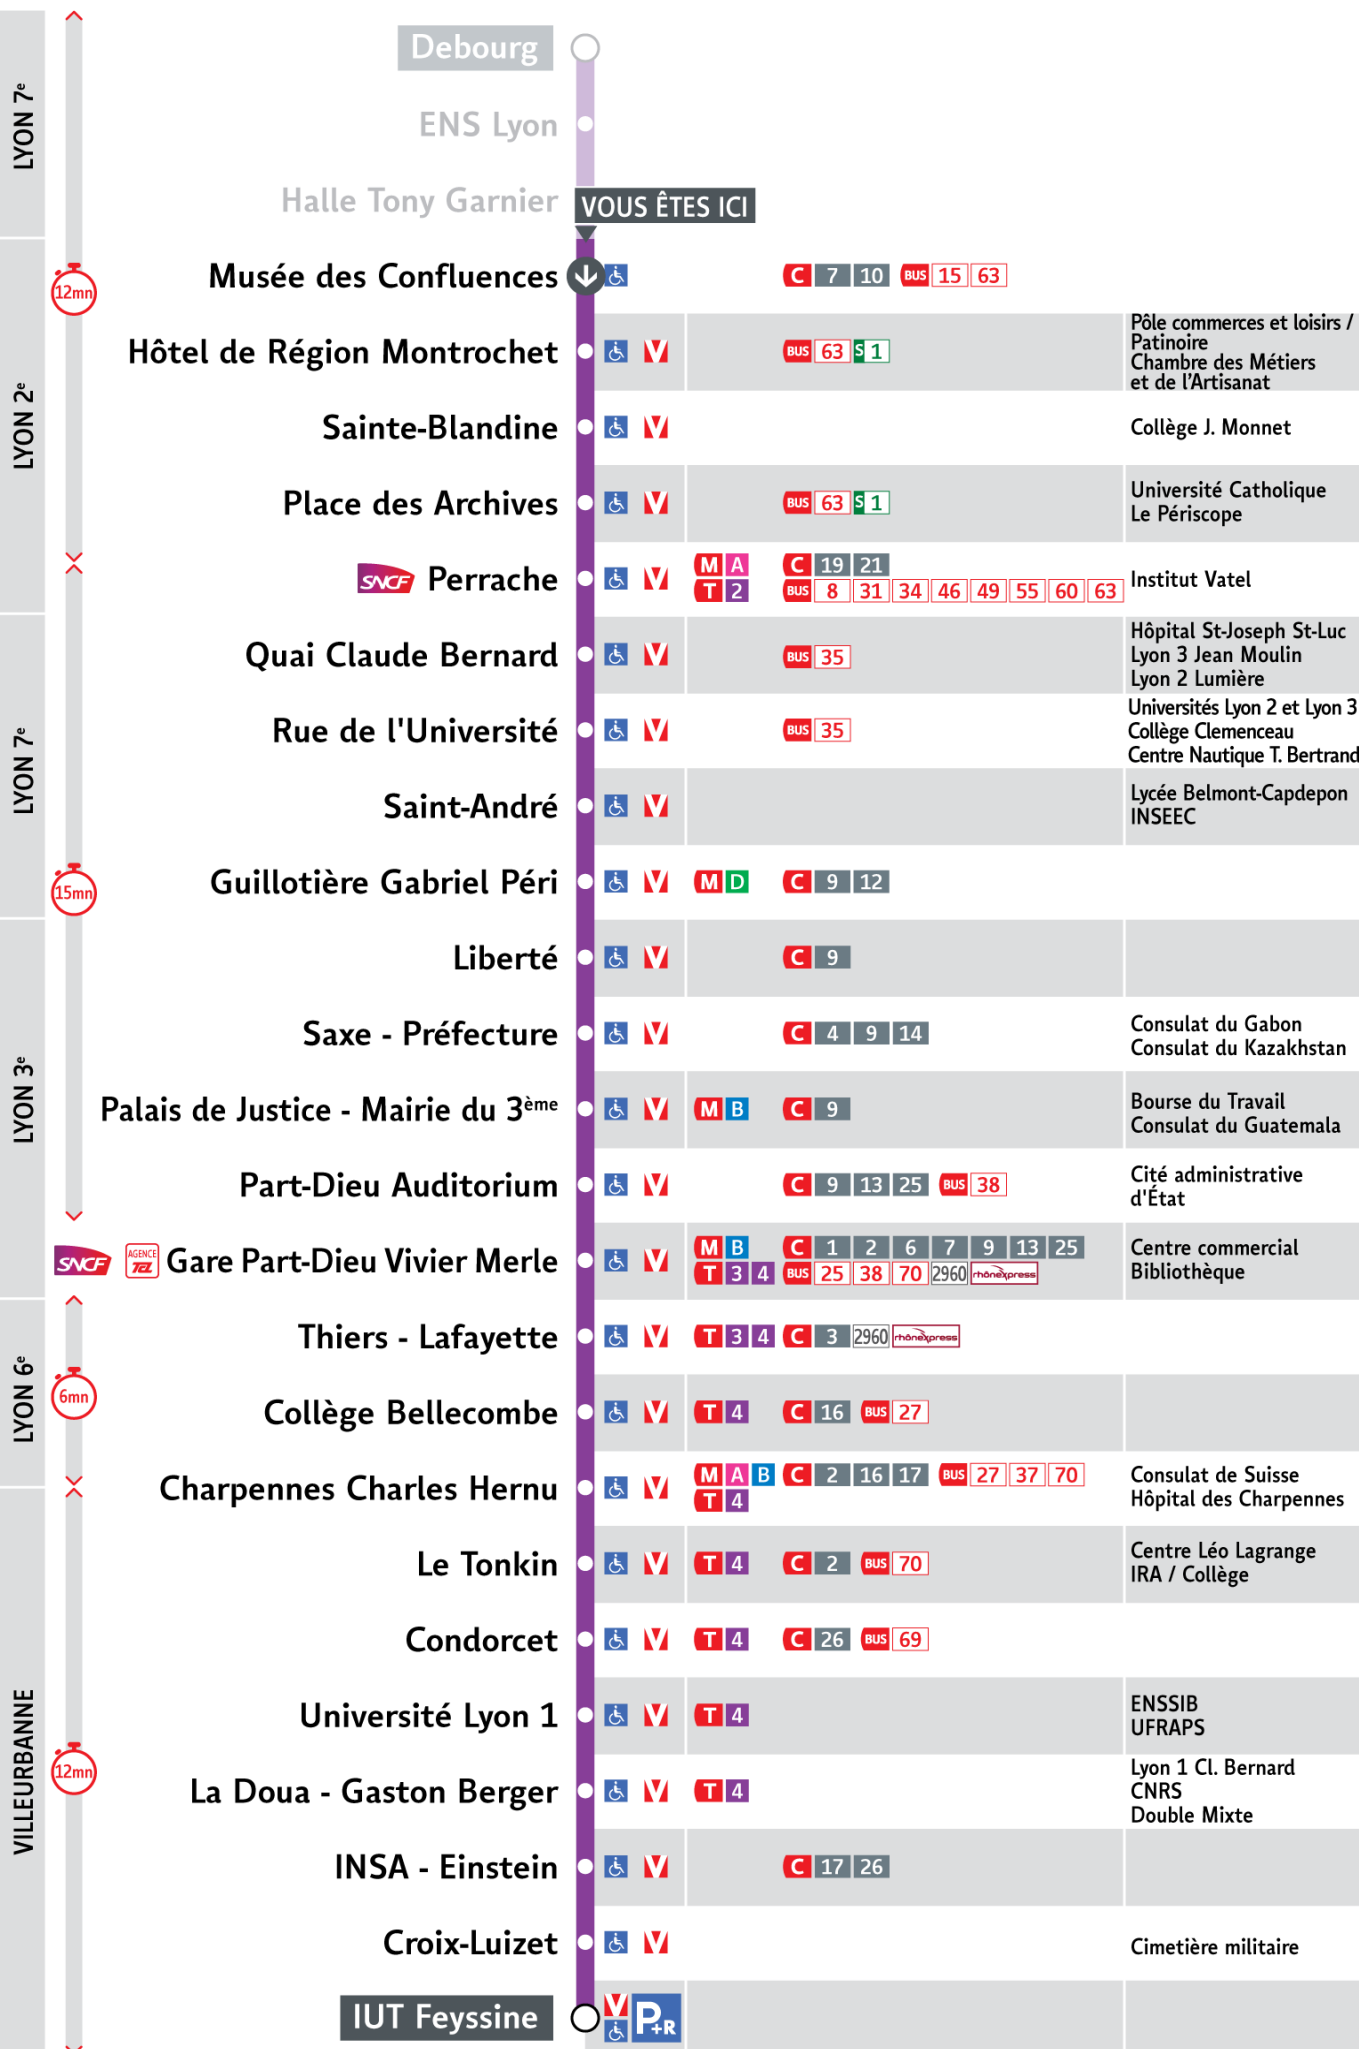 LYON 7e
Debourg
ENS Lyon
Halle Tony Garnier
VOUS ÊTES ICI
LYON 2e
12mn
Musée des Confluences C 7 10 BUS 15 63
Hôtel de Région Montrochet V BUS 63 S 1
Pôle commerces et loisirs /
Patinoire
Chambre des Métiers
et de l'Artisanat
Sainte-Blandine V Collège J. Monnet
Place des Archives V BUS 63 S 1
Université Catholique
Le Périscope
SNCF Perrache V
M A C 19 21
T 2 BUS 8 31 34 46 49 55 60 63
Institut Vatel
LYON 7e
Quai Claude Bernard V BUS 35
Hôpital St-Joseph St-Luc
Lyon 3 Jean Moulin
Lyon 2 Lumière
Rue de l'Université V BUS 35
Universités Lyon 2 et Lyon 3
Collège Clemenceau
Centre Nautique T. Bertrand
Saint-André V
Lycée Belmont-Capdepon
INSEEC
15mn
Guillotière Gabriel Péri V M D C 9 12
LYON 3e
Liberté V C 9
Saxe - Préfecture V C 4 9 14
Consulat du Gabon
Consulat du Kazakhstan
Palais de Justice - Mairie du 3ème V M B C 9
Bourse du Travail
Consulat du Guatemala
Part-Dieu Auditorium V C 9 13 25 BUS 38
Cité administrative
d'État
SNCF AGENCE TCL Gare Part-Dieu Vivier Merle V
M B C 1 2 6 7 9 13 25
T 3 4 BUS 25 38 70 2960 rhônexpress
Centre commercial
Bibliothèque
LYON 6e
Thiers - Lafayette V T 3 4 C 3 2960 rhônexpress
6mn
Collège Bellecombe V T 4 C 16 BUS 27
Charpennes Charles Hernu V
M A B C 2 16 17 BUS 27 37 70
T 4
Consulat de Suisse
Hôpital des Charpennes
VILLEURBANNE
Le Tonkin V T 4 C 2 BUS 70
Centre Léo Lagrange
IRA / Collège
Condorcet V T 4 C 26 BUS 69
Université Lyon 1 V T 4
ENSSIB
UFRAPS
12mn
La Doua - Gaston Berger V T 4
Lyon 1 Cl. Bernard
CNRS
Double Mixte
INSA - Einstein V C 17 26
Croix-Luizet V Cimetière militaire
IUT Feyssine V P+R